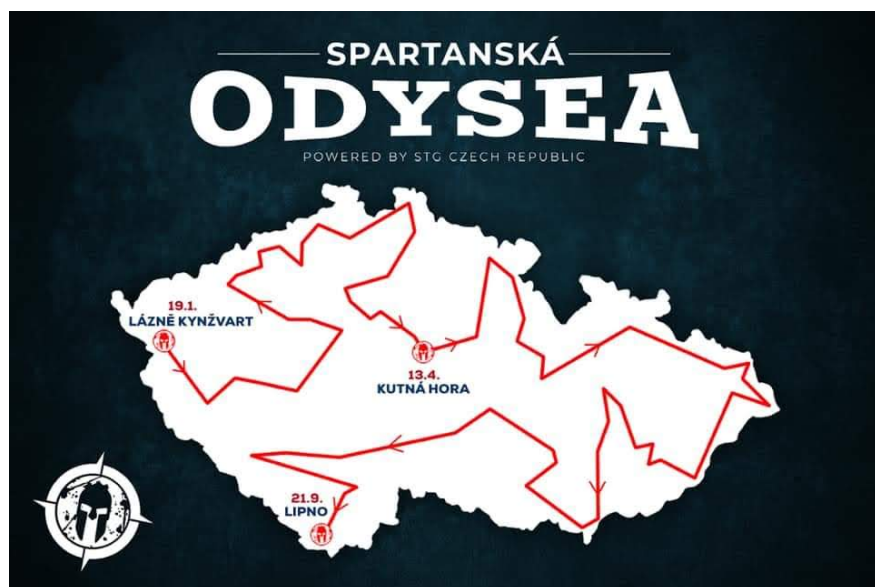 SPARTANSKÁ
ODYSEA
POWERED BY STG CZECH REPUBLIC
19.1.
LÁZNĚ KYNŽVART
13.4.
KUTNÁ HORA
21.9.
LIPNO